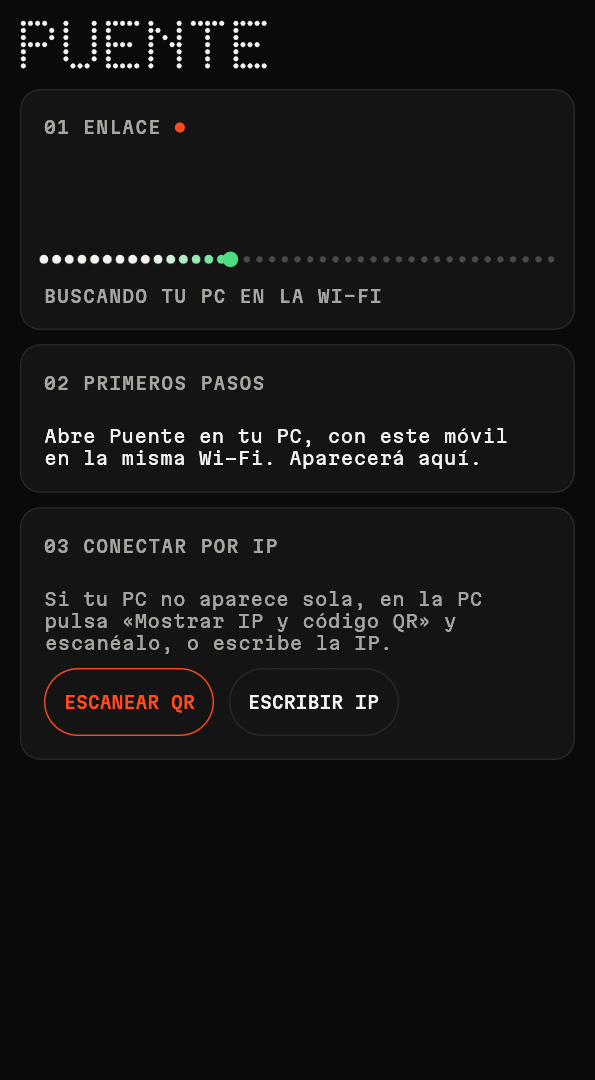 PUENTE
01 ENLACE
BUSCANDO TU PC EN LA WI-FI
02 PRIMEROS PASOS
Abre Puente en tu PC, con este móvil
en la misma Wi-Fi. Aparecerá aquí.
03 CONECTAR POR IP
Si tu PC no aparece sola, en la PC
pulsa «Mostrar IP y código QR» y
escanéalo, o escribe la IP.
ESCANEAR QR
ESCRIBIR IP